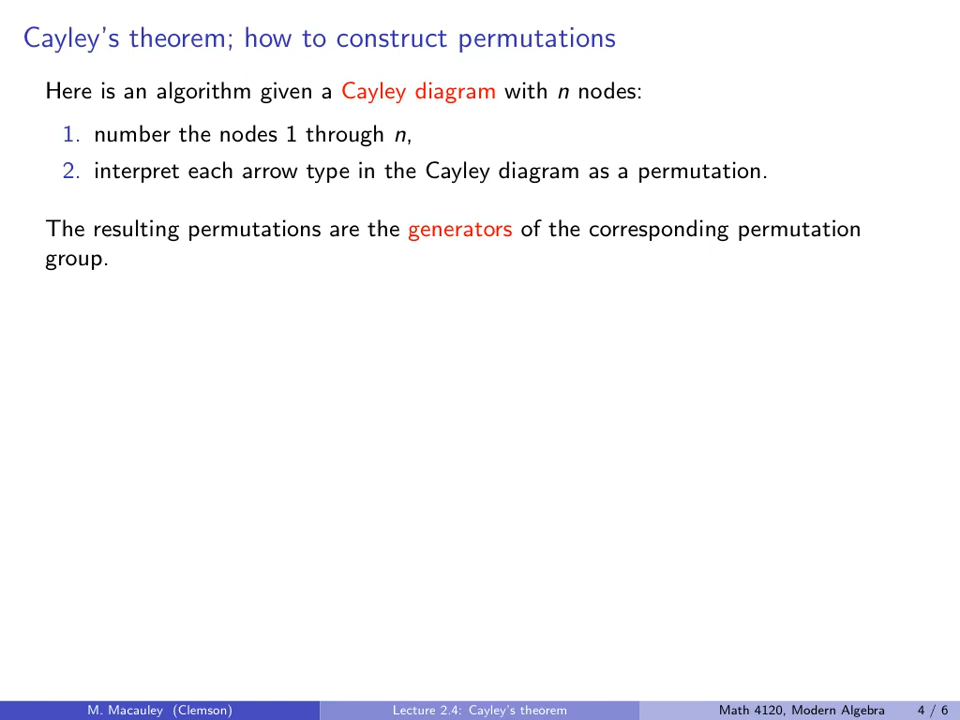 Cayley's theorem; how to construct permutations
Here is an algorithm given a Cayley diagram with n nodes:
1. number the nodes 1 through n,
2. interpret each arrow type in the Cayley diagram as a permutation.
The resulting permutations are the generators of the corresponding permutation
group.
M. Macauley (Clemson) Lecture 2.4: Cayley's theorem Math 4120, Modern Algebra 4 / 6